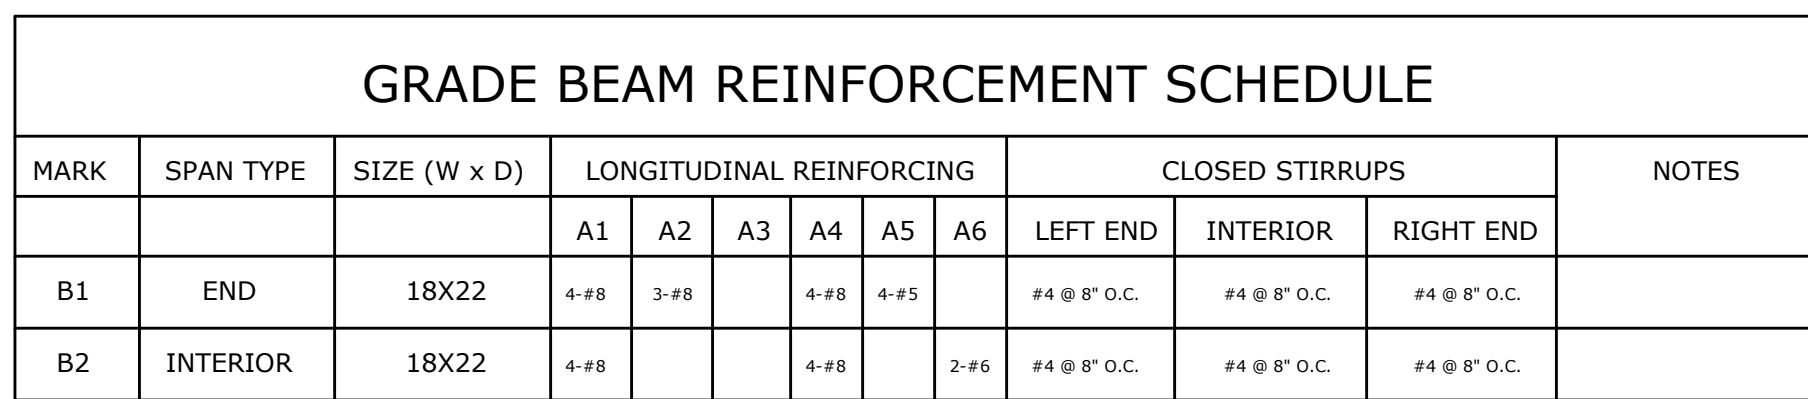 GRADE BEAM REINFORCEMENT SCHEDULE
MARK SPAN TYPE SIZE (W x D) LONGITUDINAL REINFORCING CLOSED STIRRUPS NOTES
A1 A2 A3 A4 A5 A6 LEFT END INTERIOR RIGHT END
B1 END 18X22 4-#8 3-#8 4-#8 4-#5 #4 @ 8" O.C. #4 @ 8" O.C. #4 @ 8" O.C.
B2 INTERIOR 18X22 4-#8 4-#8 2-#6 #4 @ 8" O.C. #4 @ 8" O.C. #4 @ 8" O.C.